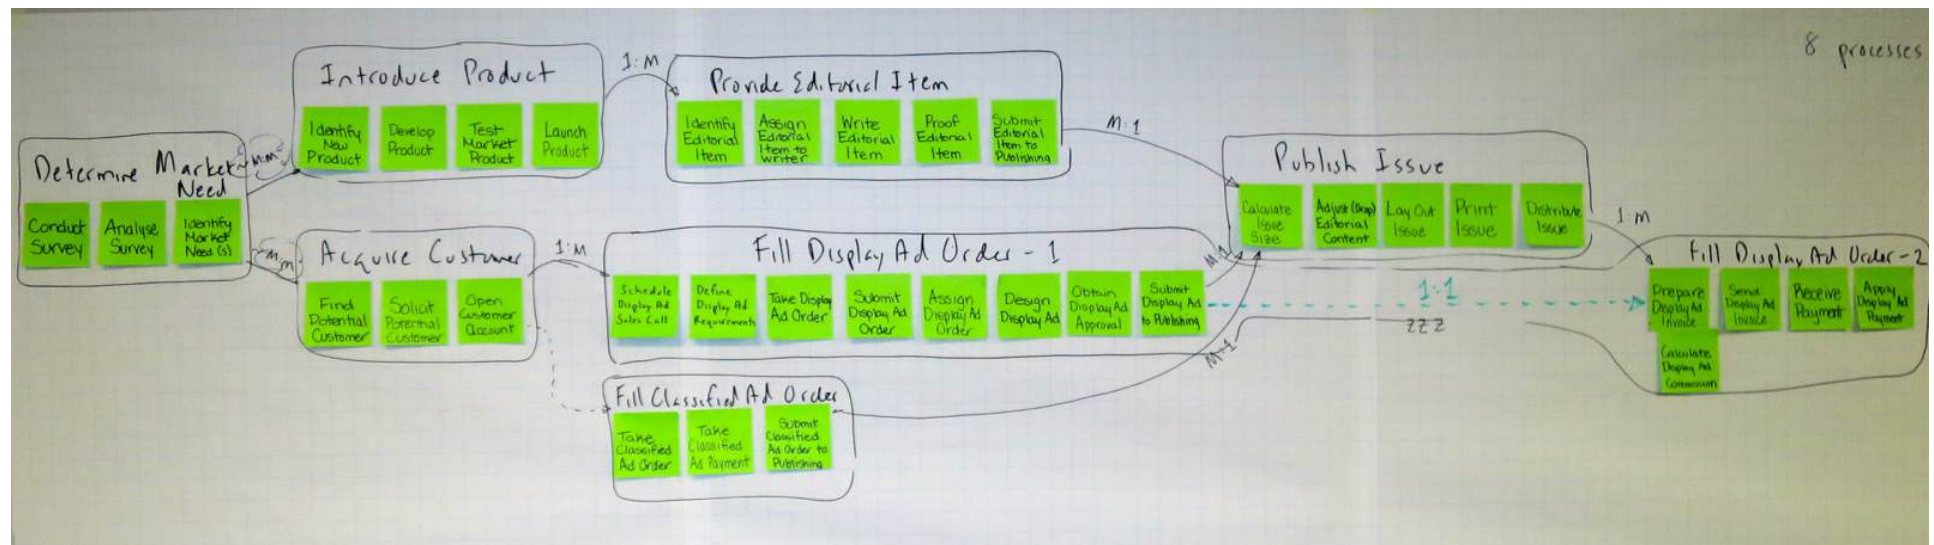 8 processes
Determine Market
Need
Conduct
Survey
Analyse
Survey
Identify
Market
Need(s)
M:M
M:M
Introduce Product
Identify
New
Product
Develop
Product
Test
Market
Product
Launch
Product
1:M
Provide Editorial Item
Identify
Editorial
Item
Assign
Editorial
Item to
Writer
Write
Editorial
Item
Proof
Editorial
Item
Submit
Editorial
Item to
Publishing
M:1
Acquire Customer
Find
Potential
Customer
Solicit
Potential
Customer
Open
Customer
Account
1:M
Fill Display Ad Order - 1
Schedule
Display Ad
Sales Call
Define
Display Ad
Requirements
Take Display
Ad Order
Submit
Display Ad
Order
Assign
Display Ad
Order
Design
Display Ad
Obtain
Display Ad
Approval
Submit
Display Ad
to Publishing
M:1
Fill Classified Ad Order
Take
Classified
Ad Order
Take
Classified
Ad Payment
Submit
Classified
Ad Order to
Publishing
M:1
Publish Issue
Calculate
Issue
Size
Adjust (Drop)
Editorial
Content
Lay Out
Issue
Print
Issue
Distribute
Issue
1:M
1:1
ZZZ
Fill Display Ad Order - 2
Prepare
Display Ad
Invoice
Send
Display Ad
Invoice
Receive
Payment
Apply
Display Ad
Payment
Calculate
Display Ad
Commission